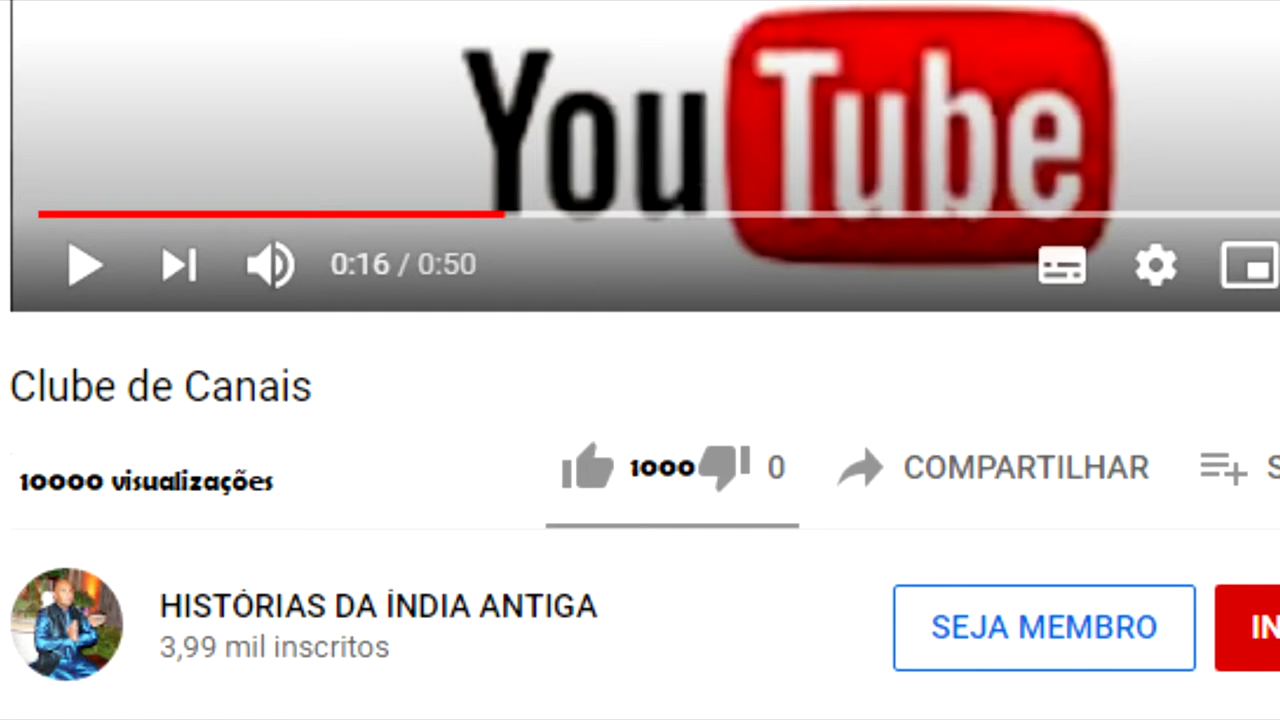 YouTube
0:16 / 0:50
Clube de Canais
10000 visualizações
1000 0 COMPARTILHAR
HISTÓRIAS DA ÍNDIA ANTIGA
3,99 mil inscritos
SEJA MEMBRO